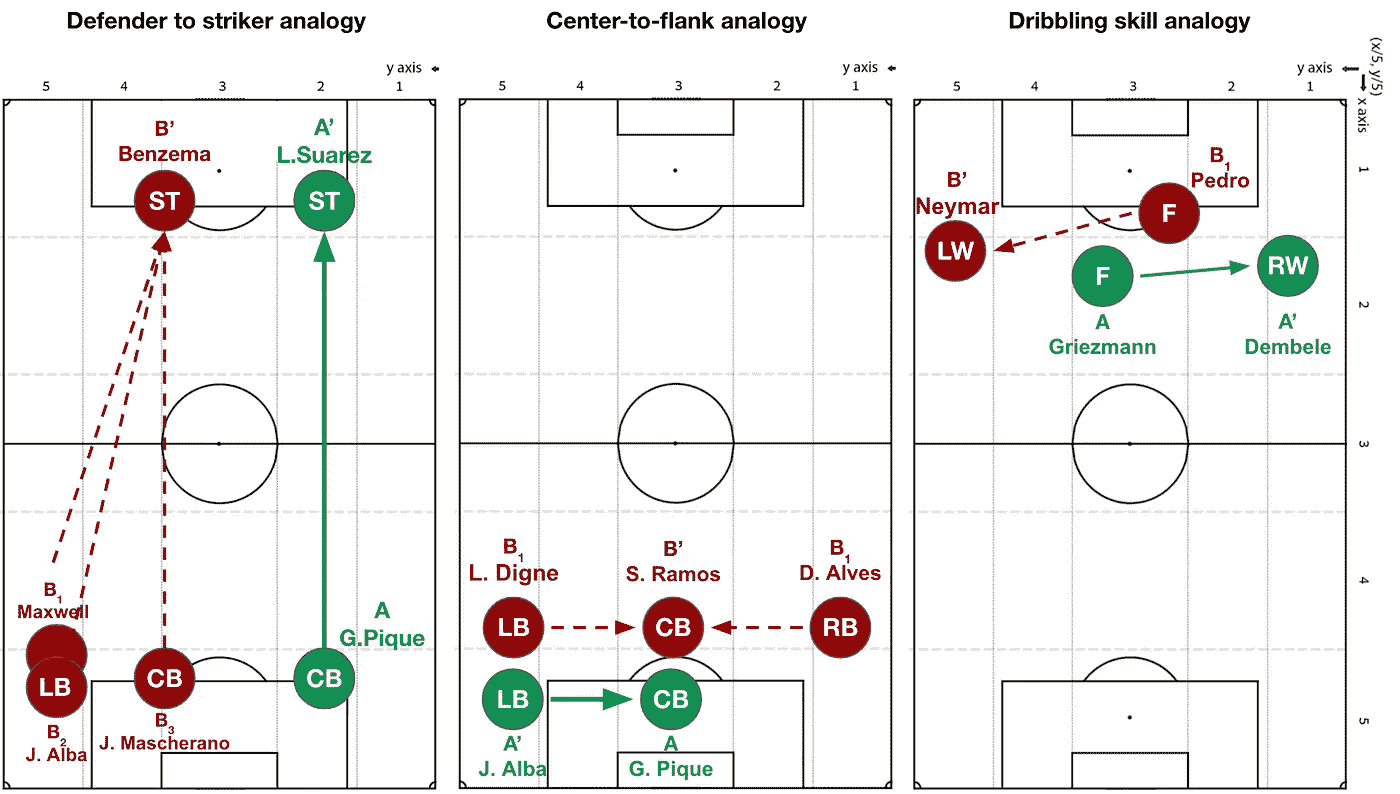 Defender to striker analogy
y axis
5 4 3 2 1
B’
Benzema
A’
L.Suarez
ST
ST
A
G.Pique
B1
Maxwell
LB
CB
CB
B2
J. Alba
B3
J. Mascherano
Center-to-flank analogy
y axis
5 4 3 2 1
B1
L. Digne
B’
S. Ramos
B1
D. Alves
LB
CB
RB
LB
CB
A’
J. Alba
A
G. Pique
Dribbling skill analogy
y axis
5 4 3 2 1
(x/5, y/5)
x axis
1
2
3
4
5
B1
Pedro
B’
Neymar
F
LW
F
RW
A
Griezmann
A’
Dembele